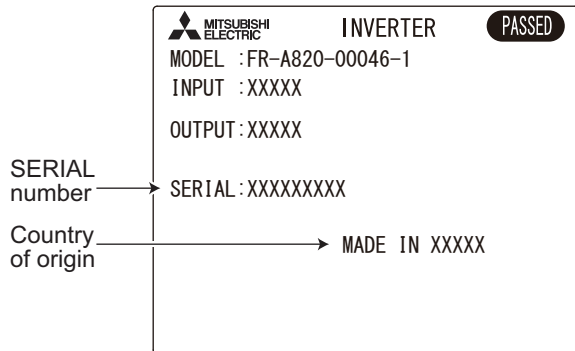 MITSUBISHI ELECTRIC INVERTER PASSED
MODEL :FR-A820-00046-1
INPUT :XXXXX
OUTPUT:XXXXX
SERIAL number
SERIAL:XXXXXXXXX
Country of origin
MADE IN XXXXX